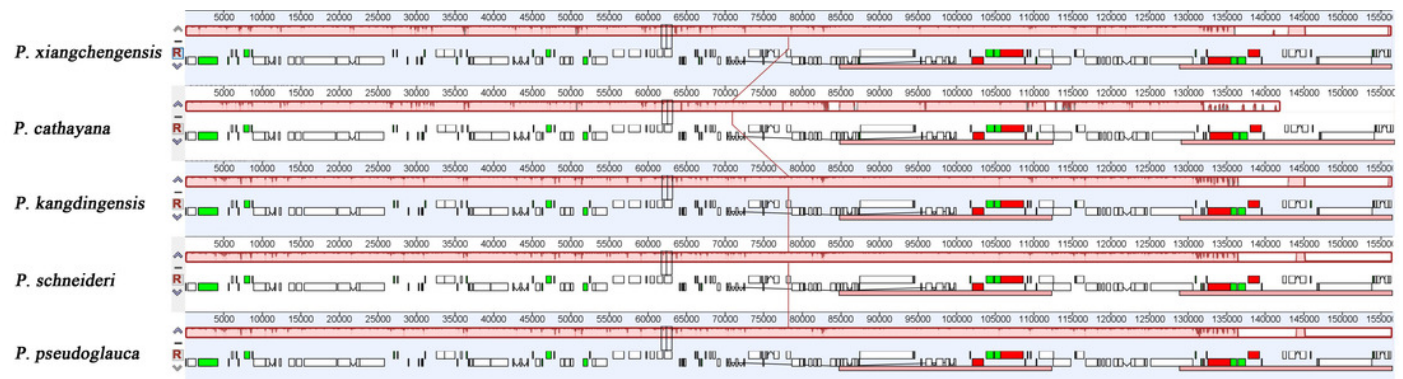 5000 10000 15000 20000 25000 30000 35000 40000 45000 50000 55000 60000 65000 70000 75000 80000 85000 90000 95000 100000 105000 110000 115000 120000 125000 130000 135000 140000 145000 150000 15500
P. xiangchengensis R
5000 10000 15000 20000 25000 30000 35000 40000 45000 50000 55000 60000 65000 70000 75000 80000 85000 90000 95000 100000 105000 110000 115000 120000 125000 130000 135000 140000 145000 150000 15500
P. cathayana R
5000 10000 15000 20000 25000 30000 35000 40000 45000 50000 55000 60000 65000 70000 75000 80000 85000 90000 95000 100000 105000 110000 115000 120000 125000 130000 135000 140000 145000 150000 15500
P. kangdingensis R
5000 10000 15000 20000 25000 30000 35000 40000 45000 50000 55000 60000 65000 70000 75000 80000 85000 90000 95000 100000 105000 110000 115000 120000 125000 130000 135000 140000 145000 150000 15500
P. schneideri R
5000 10000 15000 20000 25000 30000 35000 40000 45000 50000 55000 60000 65000 70000 75000 80000 85000 90000 95000 100000 105000 110000 115000 120000 125000 130000 135000 140000 145000 150000 15500
P. pseudoglauca R